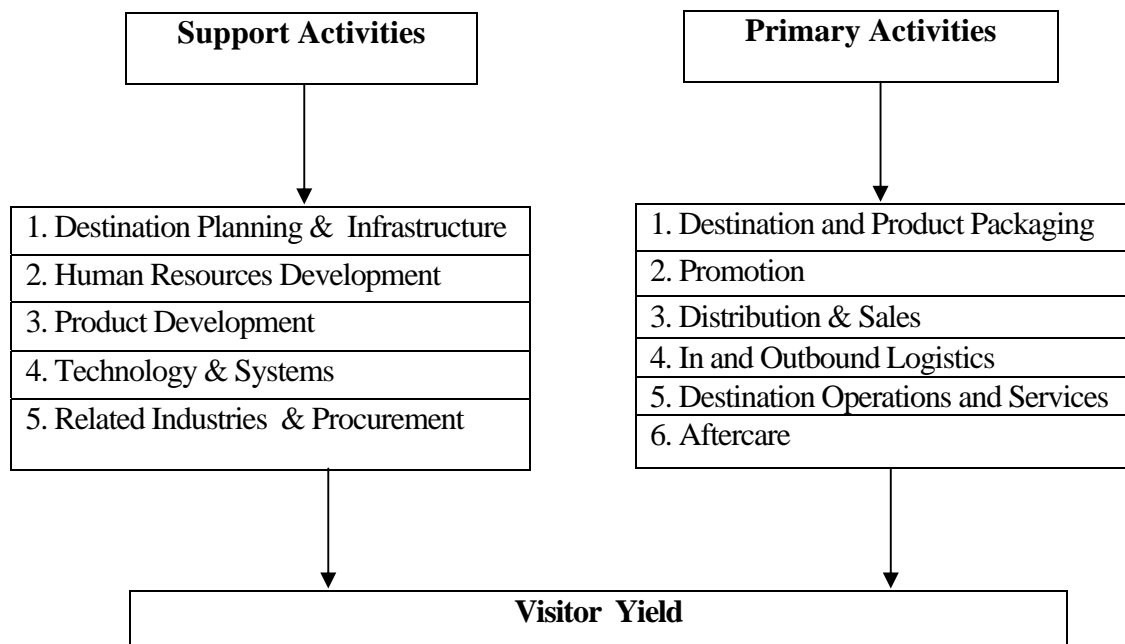 Support Activities
Primary Activities
1. Destination Planning & Infrastructure
2. Human Resources Development
3. Product Development
4. Technology & Systems
5. Related Industries & Procurement
1. Destination and Product Packaging
2. Promotion
3. Distribution & Sales
4. In and Outbound Logistics
5. Destination Operations and Services
6. Aftercare
Visitor Yield